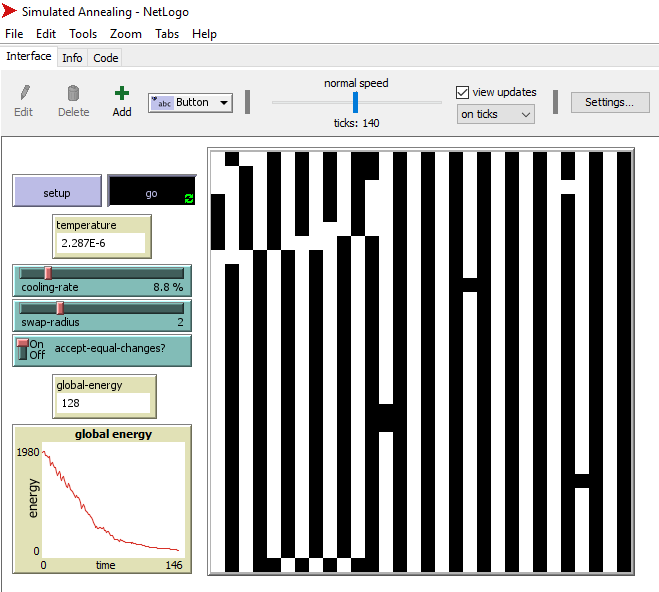 Simulated Annealing - NetLogo
File Edit Tools Zoom Tabs Help
Interface Info Code
Edit
Delete
Add
abc Button
normal speed
ticks: 140
view updates
on ticks
Settings...
setup
go
temperature
2.287E-6
cooling-rate 8.8 %
swap-radius 2
On
Off
accept-equal-changes?
global-energy
128
global energy
1980
energy
0
0 time 146